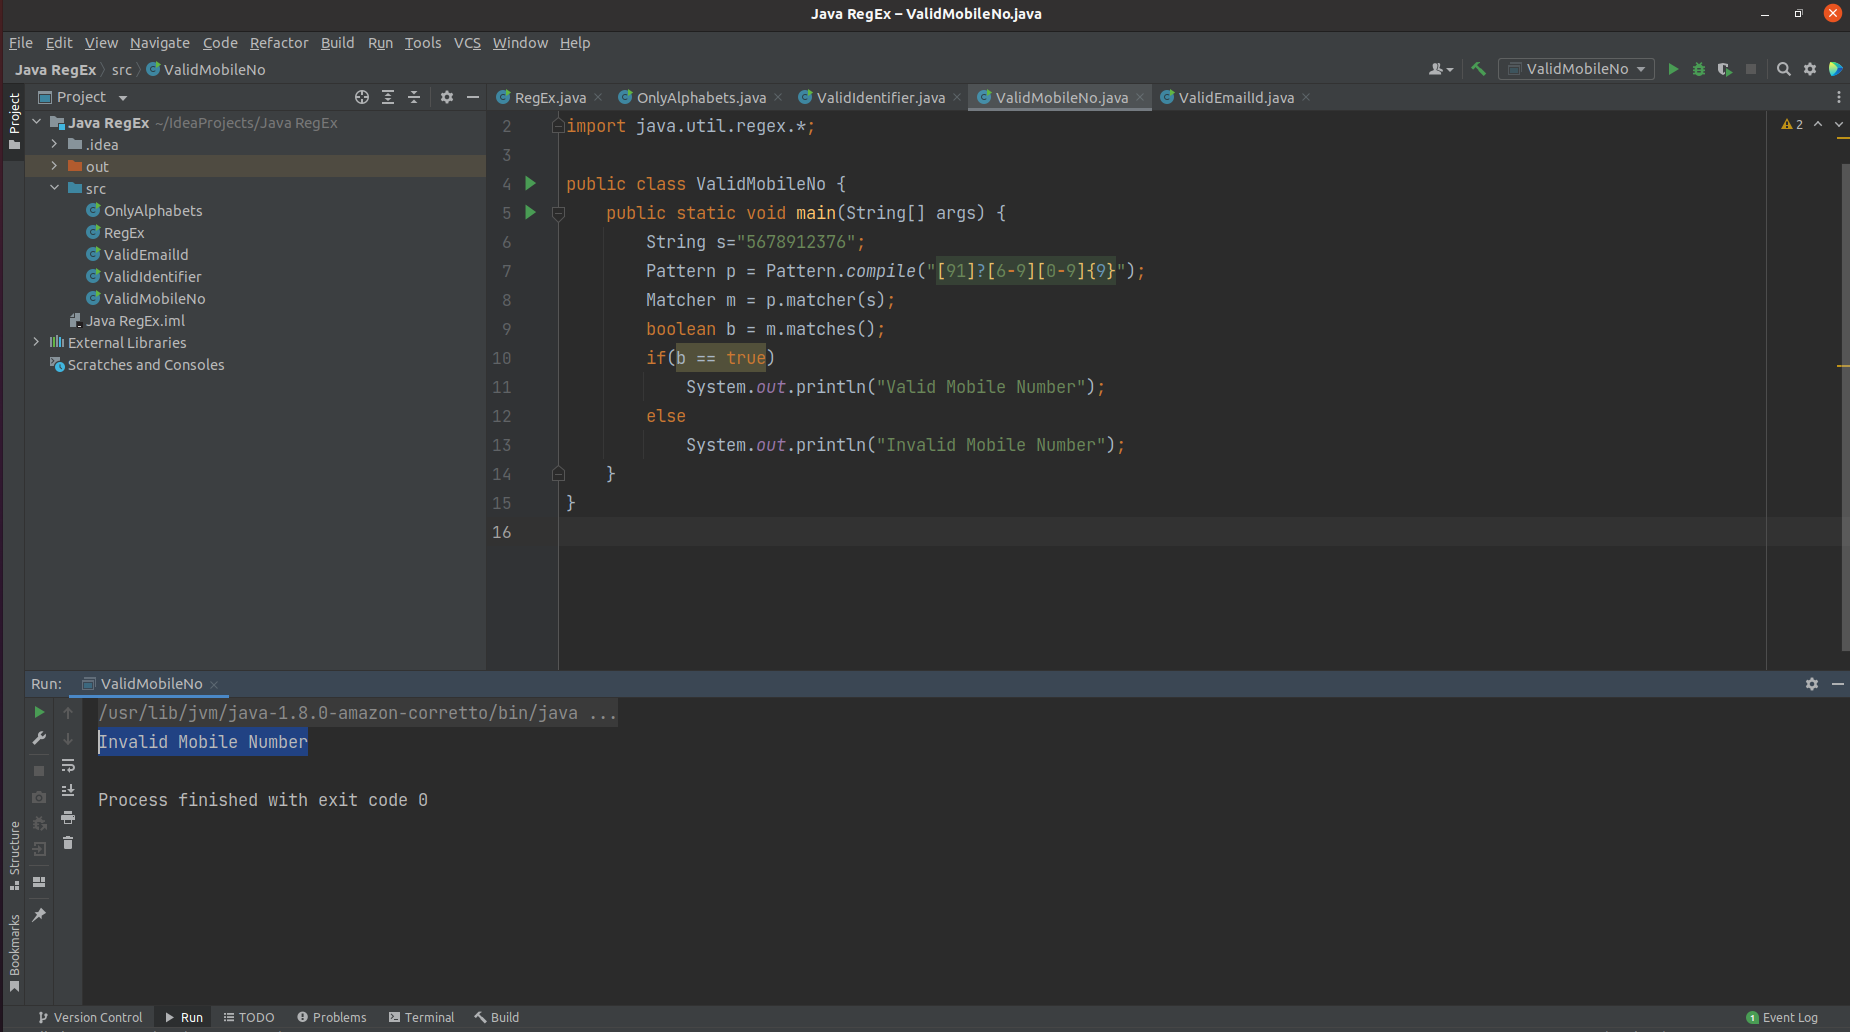 Java RegEx – ValidMobileNo.java
File Edit View Navigate Code Refactor Build Run Tools VCS Window Help
Java RegEx src ValidMobileNo
ValidMobileNo
Project
Project
RegEx.java OnlyAlphabets.java ValidIdentifier.java ValidMobileNo.java ValidEmailId.java
Java RegEx ~/IdeaProjects/Java RegEx
.idea
out
src
OnlyAlphabets
RegEx
ValidEmailId
ValidIdentifier
ValidMobileNo
Java RegEx.iml
External Libraries
Scratches and Consoles
2 import java.util.regex.*;
2
3
4 public class ValidMobileNo {
5 public static void main(String[] args) {
6 String s="5678912376";
7 Pattern p = Pattern.compile("[91]?[6-9][0-9]{9}");
8 Matcher m = p.matcher(s);
9 boolean b = m.matches();
10 if(b == true)
11 System.out.println("Valid Mobile Number");
12 else
13 System.out.println("Invalid Mobile Number");
14 }
15 }
16
Run: ValidMobileNo
/usr/lib/jvm/java-1.8.0-amazon-corretto/bin/java ...
Invalid Mobile Number
Process finished with exit code 0
Structure
Bookmarks
Version Control Run TODO Problems Terminal Build
1 Event Log